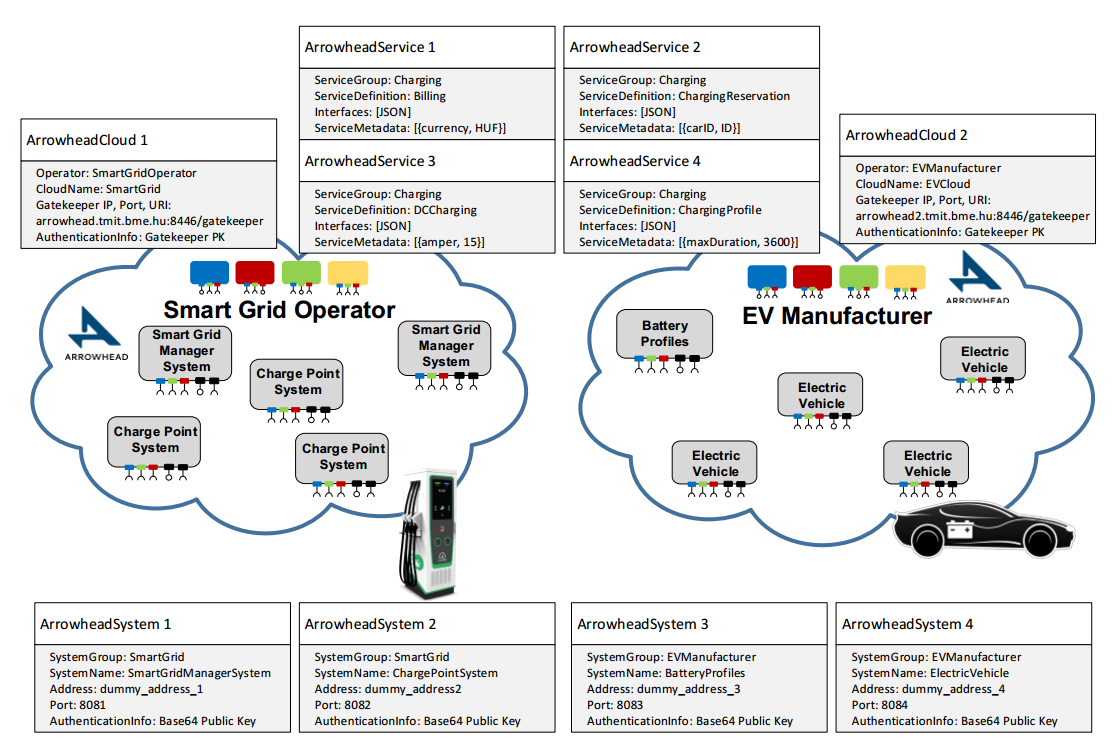 ArrowheadService 1
ServiceGroup: Charging
ServiceDefinition: Billing
Interfaces: [JSON]
ServiceMetadata: [{currency, HUF}]
ArrowheadService 2
ServiceGroup: Charging
ServiceDefinition: ChargingReservation
Interfaces: [JSON]
ServiceMetadata: [{carID, ID}]
ArrowheadCloud 1
Operator: SmartGridOperator
CloudName: SmartGrid
Gatekeeper IP, Port, URI:
arrowhead.tmit.bme.hu:8446/gatekeeper
AuthenticationInfo: Gatekeeper PK
ArrowheadService 3
ServiceGroup: Charging
ServiceDefinition: DCCharging
Interfaces: [JSON]
ServiceMetadata: [{amper, 15}]
ArrowheadService 4
ServiceGroup: Charging
ServiceDefinition: ChargingProfile
Interfaces: [JSON]
ServiceMetadata: [{maxDuration, 3600}]
ArrowheadCloud 2
Operator: EVManufacturer
CloudName: EVCloud
Gatekeeper IP, Port, URI:
arrowhead2.tmit.bme.hu:8446/gatekeeper
AuthenticationInfo: Gatekeeper PK
Smart Grid Operator
ARROWHEAD
Smart Grid
Manager
System
Smart Grid
Manager
System
Charge Point
System
Charge Point
System
Charge Point
System
ARROWHEAD
EV Manufacturer
Battery
Profiles
Electric
Vehicle
Electric
Vehicle
Electric
Vehicle
Electric
Vehicle
ArrowheadSystem 1
SystemGroup: SmartGrid
SystemName: SmartGridManagerSystem
Address: dummy_address_1
Port: 8081
AuthenticationInfo: Base64 Public Key
ArrowheadSystem 2
SystemGroup: SmartGrid
SystemName: ChargePointSystem
Address: dummy_address2
Port: 8082
AuthenticationInfo: Base64 Public Key
ArrowheadSystem 3
SystemGroup: EVManufacturer
SystemName: BatteryProfiles
Address: dummy_address_3
Port: 8083
AuthenticationInfo: Base64 Public Key
ArrowheadSystem 4
SystemGroup: EVManufacturer
SystemName: ElectricVehicle
Address: dummy_address_4
Port: 8084
AuthenticationInfo: Base64 Public Key